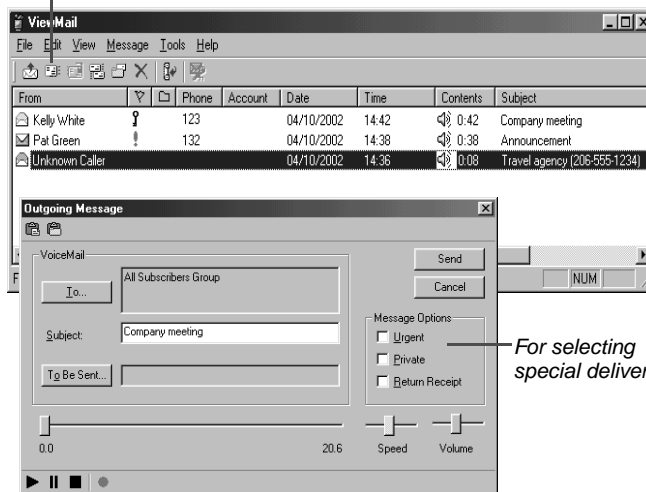 ViewMail
File Edit View Message Tools Help
From Phone Account Date Time Contents Subject
Kelly White 123 04/10/2002 14:42 0:42 Company meeting
Pat Green 132 04/10/2002 14:38 0:38 Announcement
Unknown Caller 04/10/2002 14:36 0:08 Travel agency (206-555-1234)
Outgoing Message
VoiceMail
To...
All Subscribers Group
Send
Cancel
Subject:
Company meeting
To Be Sent...
Message Options
Urgent
Private
Return Receipt
0.0 20.6 Speed Volume
F NUM
For selecting
special deliver